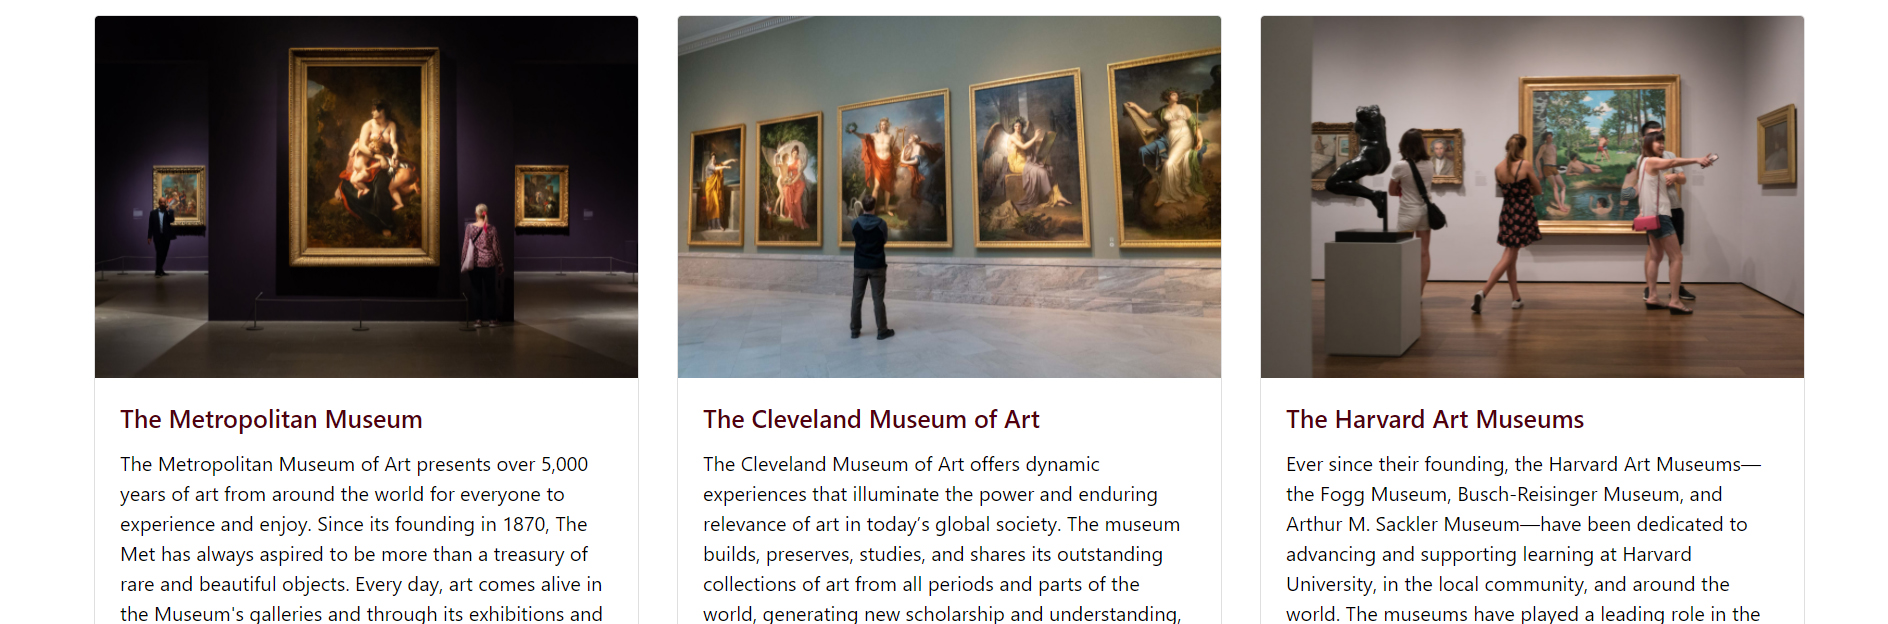 The Metropolitan Museum
The Metropolitan Museum of Art presents over 5,000
years of art from around the world for everyone to
experience and enjoy. Since its founding in 1870, The
Met has always aspired to be more than a treasury of
rare and beautiful objects. Every day, art comes alive in
the Museum's galleries and through its exhibitions and
The Cleveland Museum of Art
The Cleveland Museum of Art offers dynamic
experiences that illuminate the power and enduring
relevance of art in today’s global society. The museum
builds, preserves, studies, and shares its outstanding
collections of art from all periods and parts of the
world, generating new scholarship and understanding,
The Harvard Art Museums
Ever since their founding, the Harvard Art Museums—
the Fogg Museum, Busch-Reisinger Museum, and
Arthur M. Sackler Museum—have been dedicated to
advancing and supporting learning at Harvard
University, in the local community, and around the
world. The museums have played a leading role in the